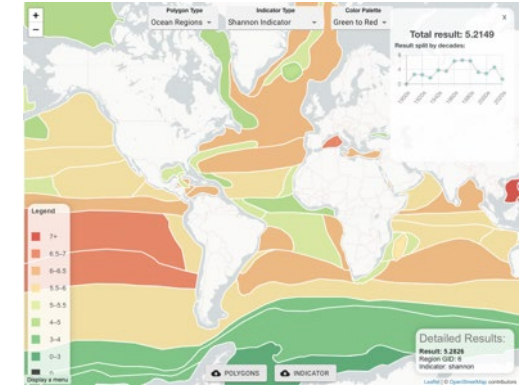 +
−
Polygon Type
Ocean Regions
Indicator Type
Shannon Indicator
Color Palette
Green to Red
x
Total result: 5.2149
Result split by decades:
Legend
7+
6.5–7
6–6.5
5.5–6
5–5.5
4–5
3–4
0–3
Display a menu
POLYGONS
INDICATOR
Detailed Results:
Result: 5.2826
Region GID: 6
Indicator: shannon
Leaflet | © OpenStreetMap contributors